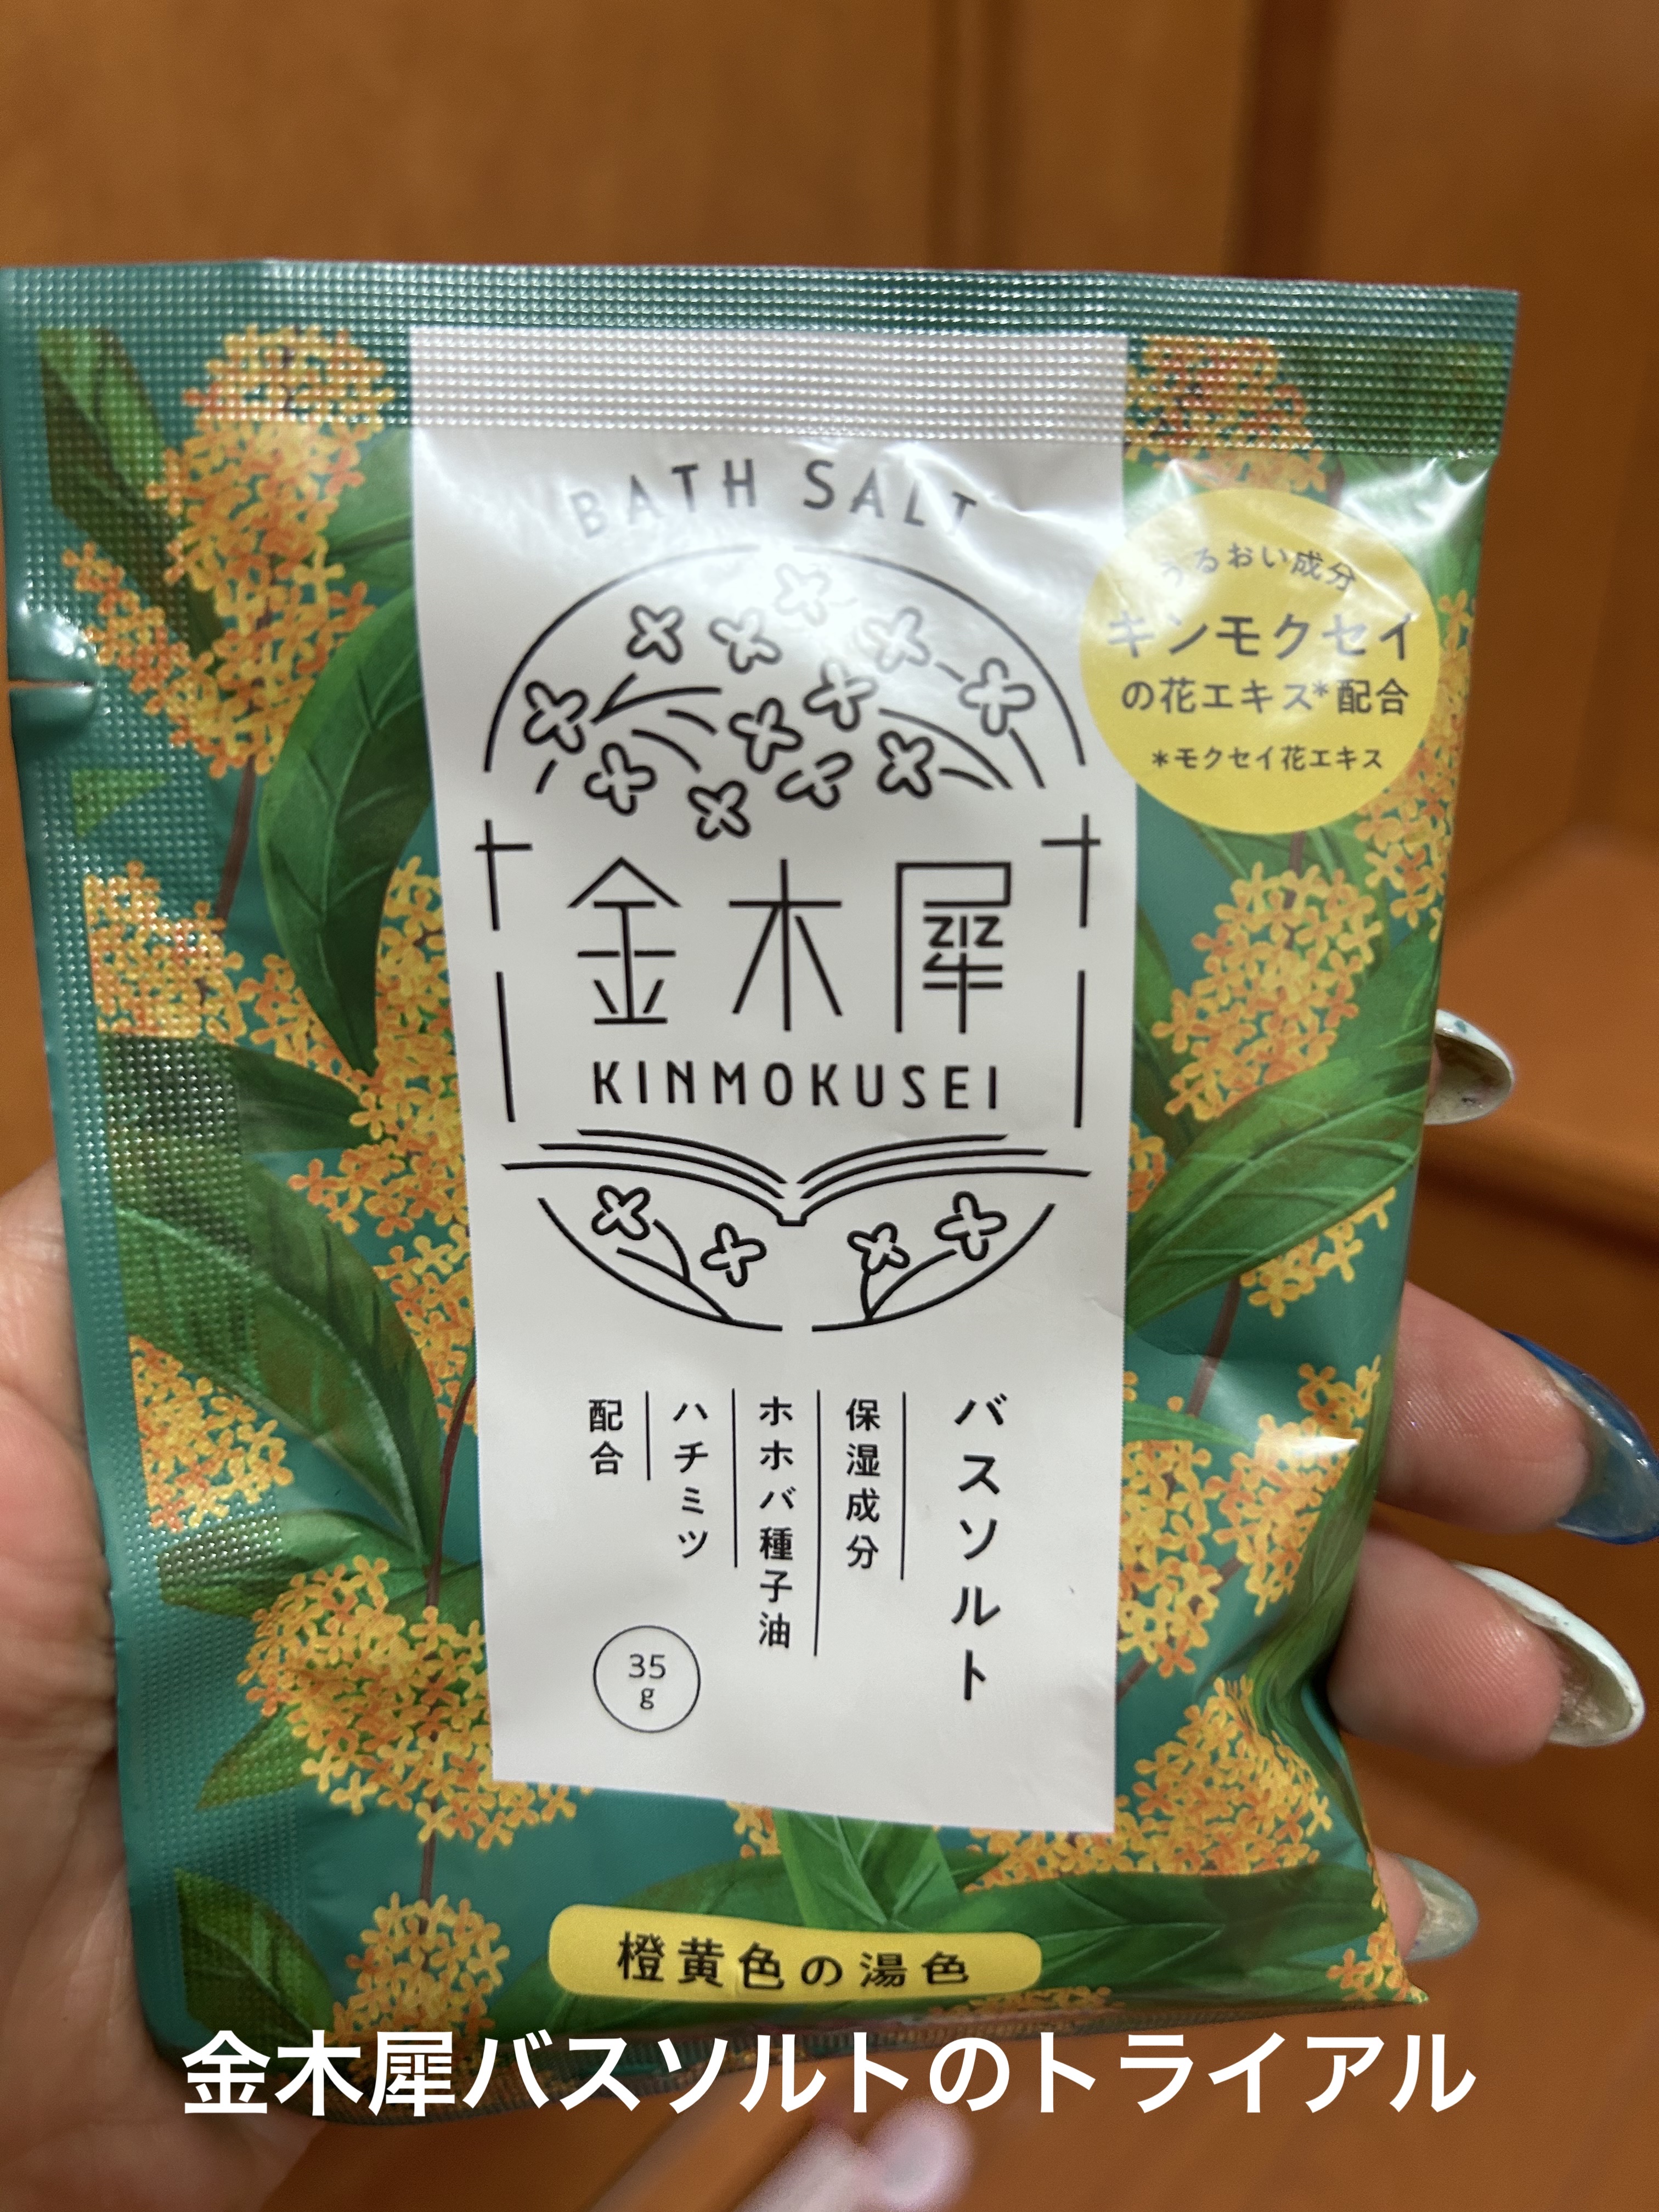 BATH SALT
うるおい成分
キンモクセイ
の花エキス*配合
*モクセイ花エキス
金木犀
KINMOKUSEI
バスソルト
保湿成分
ホホバ種子油
ハチミツ
配合
35
g
橙黄色の湯色
金木犀バスソルトのトライアル